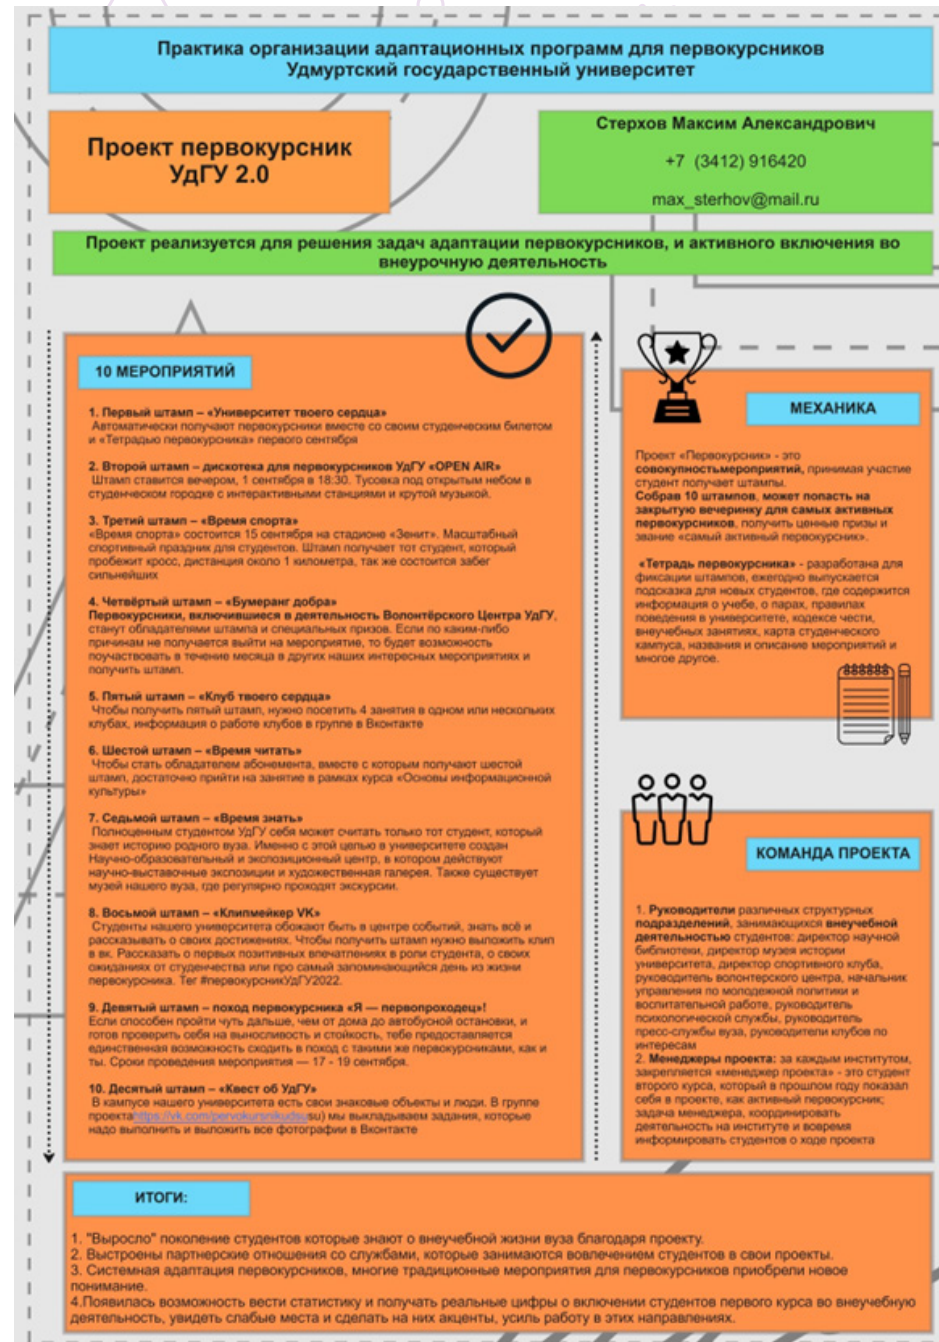 Практика организации адаптационных программ для первокурсников
Удмуртский государственный университет
Проект первокурсник
УдГУ 2.0
Стерхов Максим Александрович
+7 (3412) 916420
max_sterhov@mail.ru
Проект реализуется для решения задач адаптации первокурсников, и активного включения во
внеурочную деятельность
10 МЕРОПРИЯТИЙ
1. Первый штамп – «Университет твоего сердца»
Автоматически получают первокурсники вместе со своим студенческим билетом
и «Тетрадью первокурсника» первого сентября
2. Второй штамп – дискотека для первокурсников УдГУ «OPEN AIR»
Штамп ставится вечером, 1 сентября в 18:30. Тусовка под открытым небом в
студенческом городке с интерактивными станциями и крутой музыкой.
3. Третий штамп – «Время спорта»
«Время спорта» состоится 15 сентября на стадионе «Зенит». Масштабный
спортивный праздник для студентов. Штамп получает тот студент, который
пробежит кросс, дистанция около 1 километра, так же состоится забег
сильнейших
4. Четвёртый штамп – «Бумеранг добра»
Первокурсники, включившиеся в деятельность Волонтёрского Центра УдГУ,
станут обладателями штампа и специальных призов. Если по каким-либо
причинам не получается выйти на мероприятие, то будет возможность
поучаствовать в течение месяца в других наших интересных мероприятиях и
получить штамп.
5. Пятый штамп – «Клуб твоего сердца»
Чтобы получить пятый штамп, нужно посетить 4 занятия в одном или нескольких
клубах, информация о работе клубов в группе в Вконтакте
6. Шестой штамп – «Время читать»
Чтобы стать обладателем абонемента, вместе с которым получают шестой
штамп, достаточно прийти на занятие в рамках курса «Основы информационной
культуры»
7. Седьмой штамп – «Время знать»
Полноценным студентом УдГУ себя может считать только тот студент, который
знает историю родного вуза. Именно с этой целью в университете создан
Научно-образовательный и экспозиционный центр, в котором действуют
научно-выставочные экспозиции и художественная галерея. Также существует
музей нашего вуза, где регулярно проходят экскурсии.
8. Восьмой штамп – «Клипмейкер VK»
Студенты нашего университета обожают быть в центре событий, знать всё и
рассказывать о своих достижениях. Чтобы получить штамп нужно выложить клип
в вк. Рассказать о первых позитивных впечатлениях в роли студента, о своих
ожиданиях от студенчества или про самый запоминающийся день из жизни
первокурсника. Тег #первокурсникУдГУ2022.
9. Девятый штамп – поход первокурсника «Я — первопроходец»!
Если способен пройти чуть дальше, чем от дома до автобусной остановки, и
готов проверить себя на выносливость и стойкость, тебе предоставляется
единственная возможность сходить в поход с такими же первокурсниками, как и
ты. Сроки проведения мероприятия — 17 - 19 сентября.
10. Десятый штамп – «Квест об УдГУ»
В кампусе нашего университета есть свои знаковые объекты и люди. В группе
проекта https://vk.com/pervokursnikudsusu) мы выкладываем задания, которые
надо выполнить и выложить все фотографии в Вконтакте
МЕХАНИКА
Проект «Первокурсник» - это
совокупностьмероприятий, принимая участие
студент получает штампы.
Собрав 10 штампов, может попасть на
закрытую вечеринку для самых активных
первокурсников, получить ценные призы и
звание «самый активный первокурсник».
«Тетрадь первокурсника» - разработана для
фиксации штампов, ежегодно выпускается
подсказка для новых студентов, где содержится
информация о учебе, о парах, правилах
поведения в университете, кодексе чести,
внеучебных занятиях, карта студенческого
кампуса, названия и описание мероприятий и
многое другое.
КОМАНДА ПРОЕКТА
1. Руководители различных структурных
подразделений, занимающихся внеучебной
деятельностью студентов: директор научной
библиотеки, директор музея истории
университета, директор спортивного клуба,
руководитель волонтерского центра, начальник
управления по молодежной политики и
воспитательной работе, руководитель
психологической службы, руководитель
пресс-службы вуза, руководители клубов по
интересам
2. Менеджеры проекта: за каждым институтом,
закрепляется «менеджер проекта» - это студент
второго курса, который в прошлом году показал
себя в проекте, как активный первокурсник;
задача менеджера, координировать
деятельность на институте и вовремя
информировать студентов о ходе проекта
ИТОГИ:
1. "Выросло" поколение студентов которые знают о внеучебной жизни вуза благодаря проекту.
2. Выстроены партнерские отношения со службами, которые занимаются вовлечением студентов в свои проекты.
3. Системная адаптация первокурсников, многие традиционные мероприятия для первокурсников приобрели новое
понимание.
4.Появилась возможность вести статистику и получать реальные цифры о включении студентов первого курса во внеучебную
деятельность, увидеть слабые места и сделать на них акценты, усиль работу в этих направлениях.